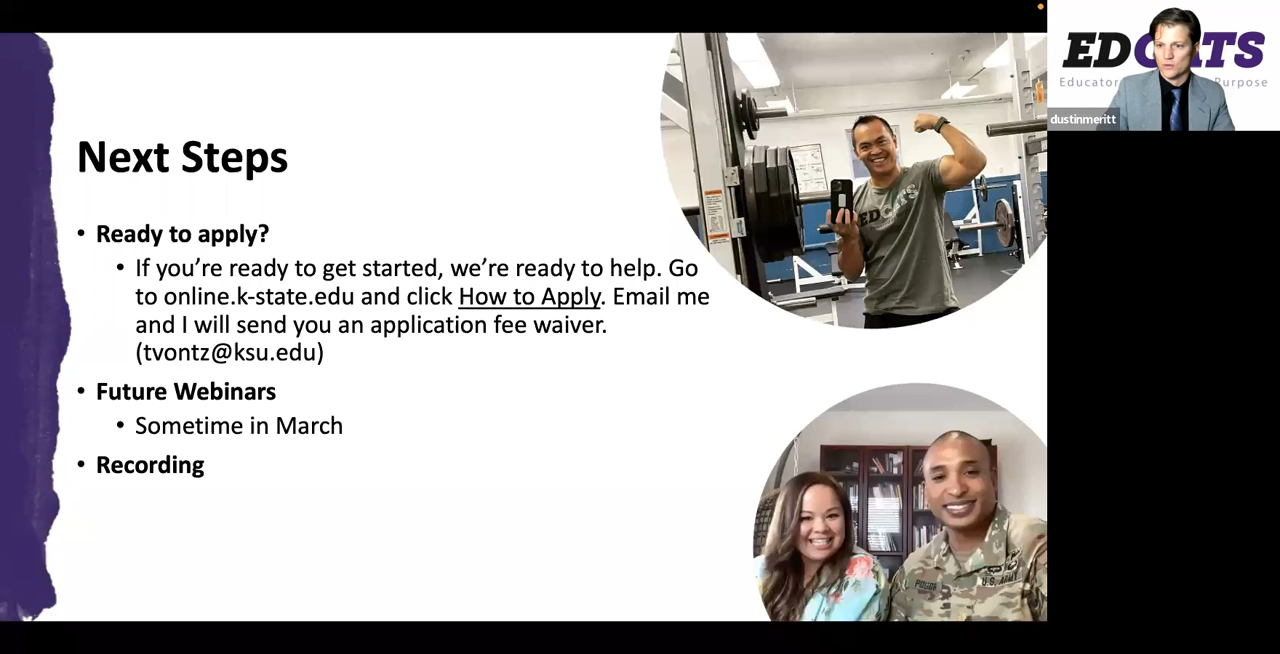 Next Steps
• Ready to apply?
• If you’re ready to get started, we’re ready to help. Go
to online.k-state.edu and click How to Apply. Email me
and I will send you an application fee waiver.
(tvontz@ksu.edu)
• Future Webinars
• Sometime in March
• Recording
EDCATS
U.S. ARMY
EDCATS
Educator Purpose
dustinmeritt